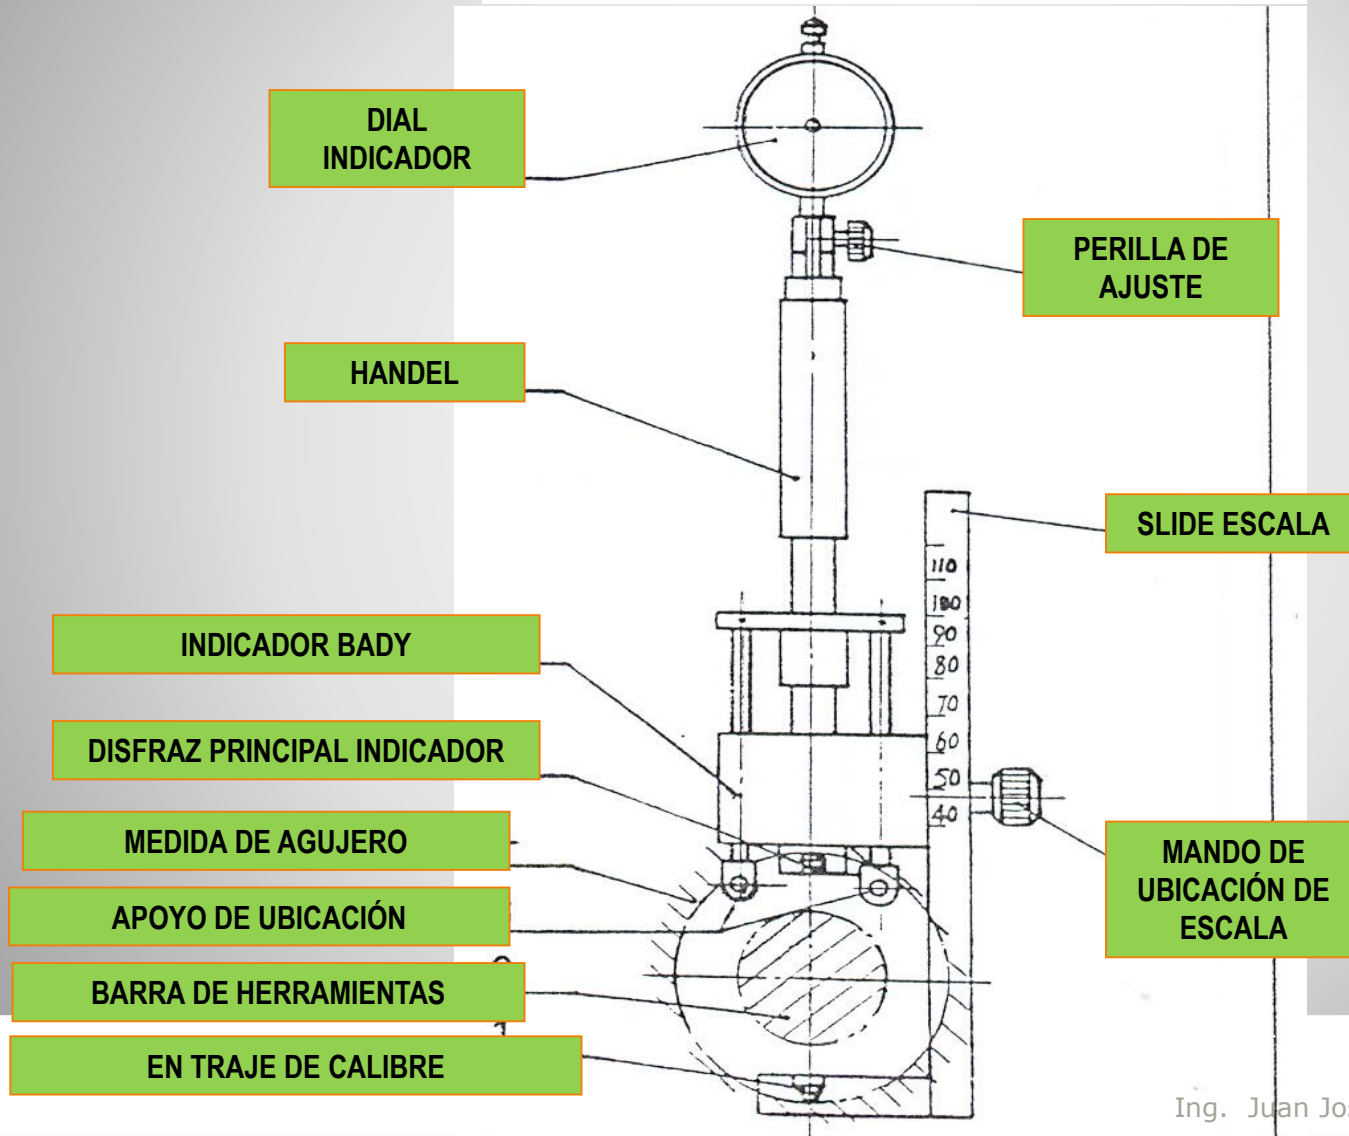 DIAL
INDICADOR
PERILLA DE
AJUSTE
HANDEL
SLIDE ESCALA
110
100
90
80
70
60
50
40
INDICADOR BADY
DISFRAZ PRINCIPAL INDICADOR
MEDIDA DE AGUJERO
MANDO DE
UBICACIÓN DE
ESCALA
APOYO DE UBICACIÓN
BARRA DE HERRAMIENTAS
EN TRAJE DE CALIBRE
Ing. Juan Jos